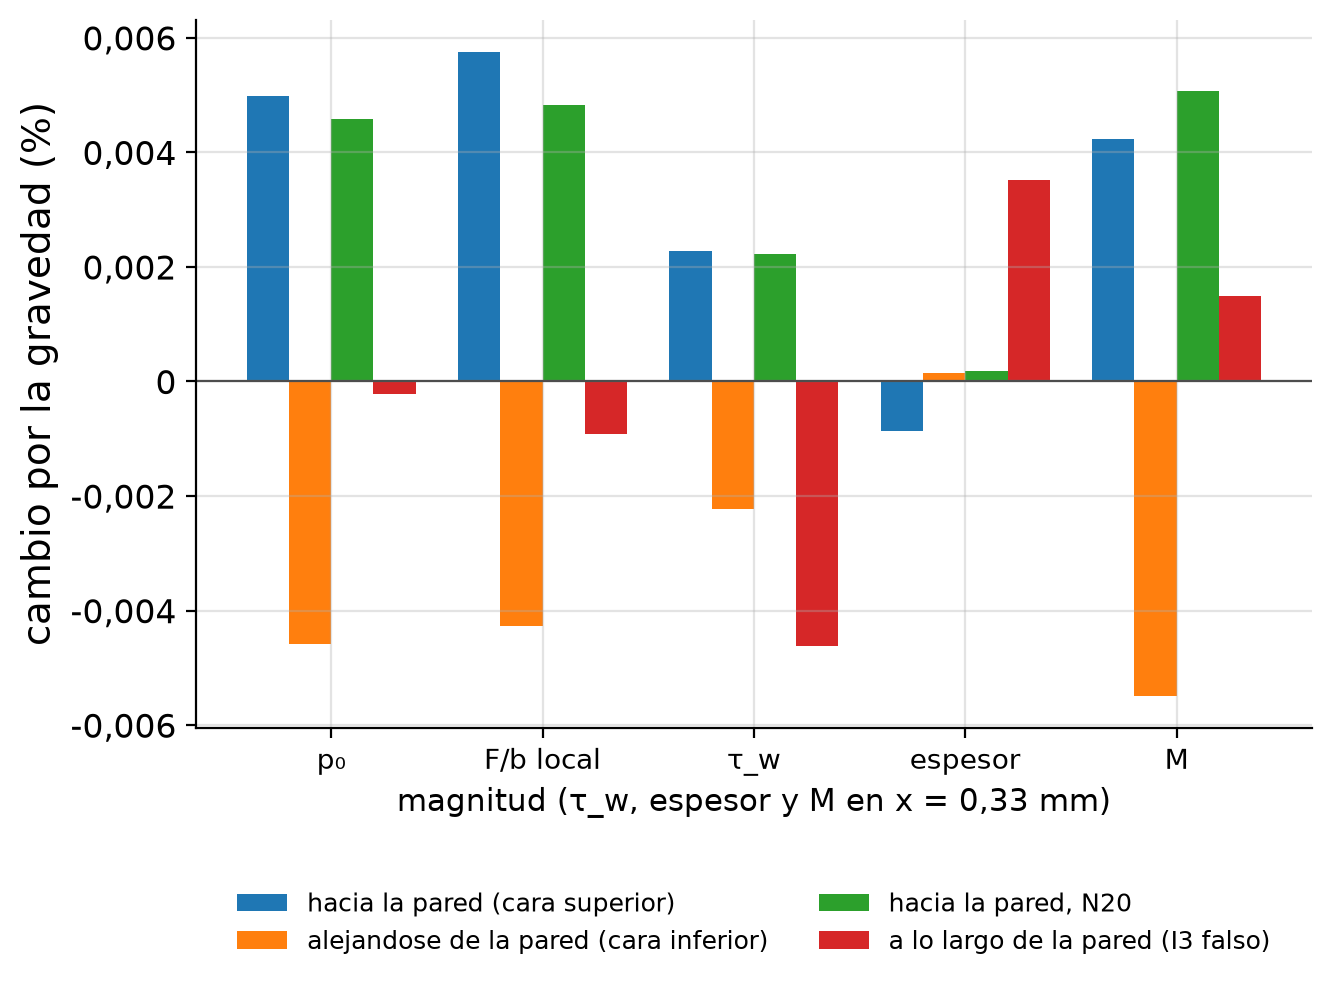 cambio por la gravedad (%)
0,006
0,004
0,002
0
-0,002
-0,004
-0,006
p₀ F/b local τ_w espesor M
magnitud (τ_w, espesor y M en x = 0,33 mm)
hacia la pared (cara superior)
alejandose de la pared (cara inferior)
hacia la pared, N20
a lo largo de la pared (I3 falso)